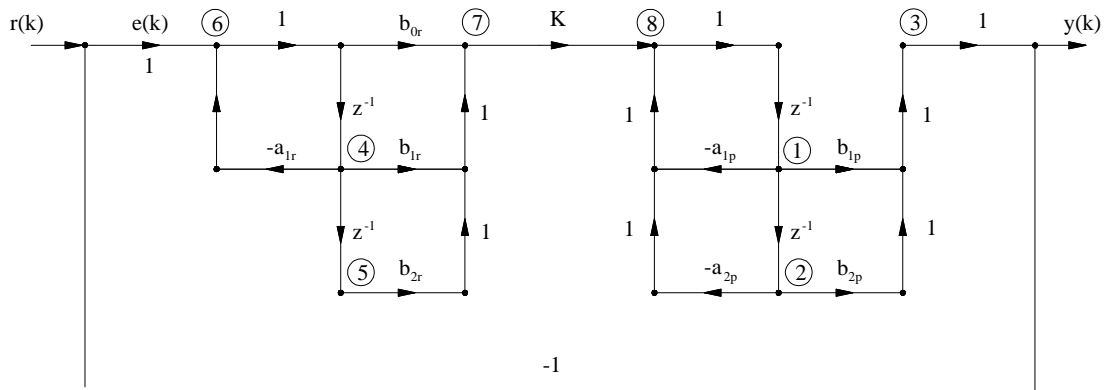 r(k) e(k) 6 1 b0r 7 K 8 1 3 1 y(k)
1
z-1 1 1 z-1 1
-a1r 4 b1r -a1p 1 b1p
z-1 1 1 z-1 1
5 b2r -a2p 2 b2p
-1